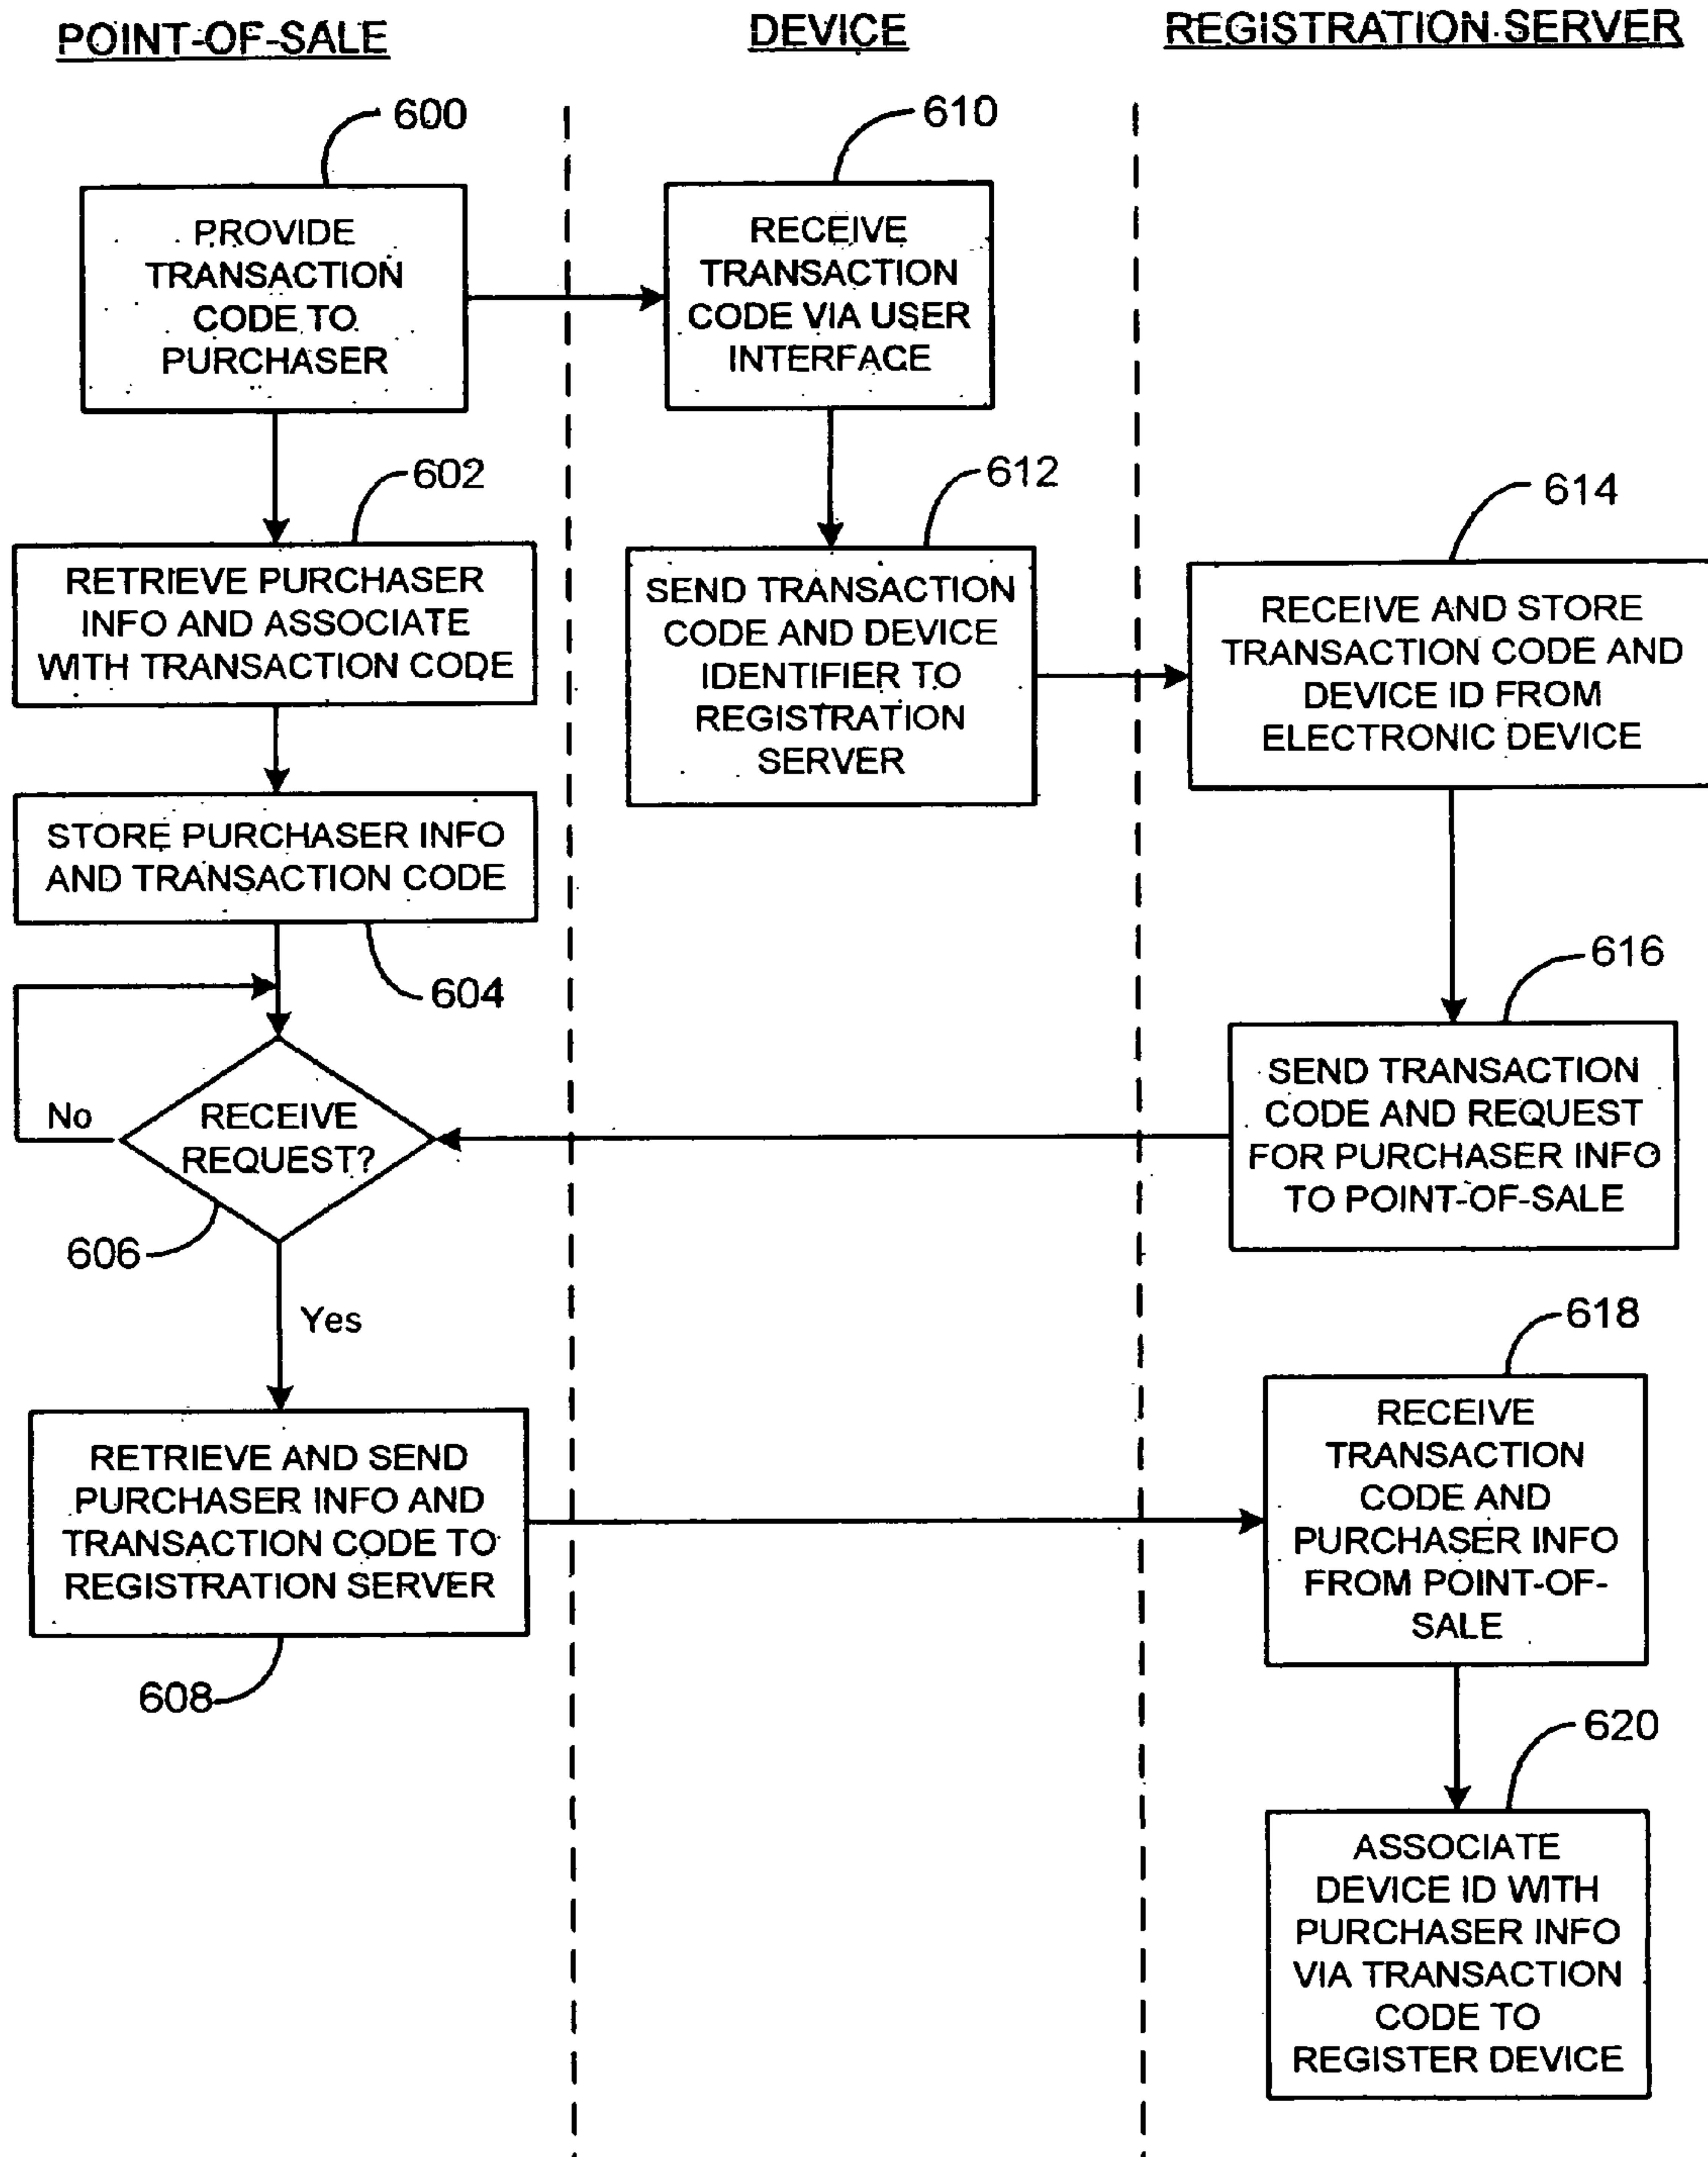 POINT-OF-SALE
DEVICE
REGISTRATION SERVER
600
PROVIDE
TRANSACTION
CODE TO
PURCHASER
610
RECEIVE
TRANSACTION
CODE VIA USER
INTERFACE
602
RETRIEVE PURCHASER
INFO AND ASSOCIATE
WITH TRANSACTION CODE
612
SEND TRANSACTION
CODE AND DEVICE
IDENTIFIER TO
REGISTRATION
SERVER
614
RECEIVE AND STORE
TRANSACTION CODE AND
DEVICE ID FROM
ELECTRONIC DEVICE
STORE PURCHASER INFO
AND TRANSACTION CODE
604
616
SEND TRANSACTION
CODE AND REQUEST
FOR PURCHASER INFO
TO POINT-OF-SALE
No
RECEIVE
REQUEST?
606
Yes
618
RECEIVE
TRANSACTION
CODE AND
PURCHASER INFO
FROM POINT-OF-
SALE
RETRIEVE AND SEND
PURCHASER INFO AND
TRANSACTION CODE TO
REGISTRATION SERVER
608
620
ASSOCIATE
DEVICE ID WITH
PURCHASER INFO
VIA TRANSACTION
CODE TO
REGISTER DEVICE